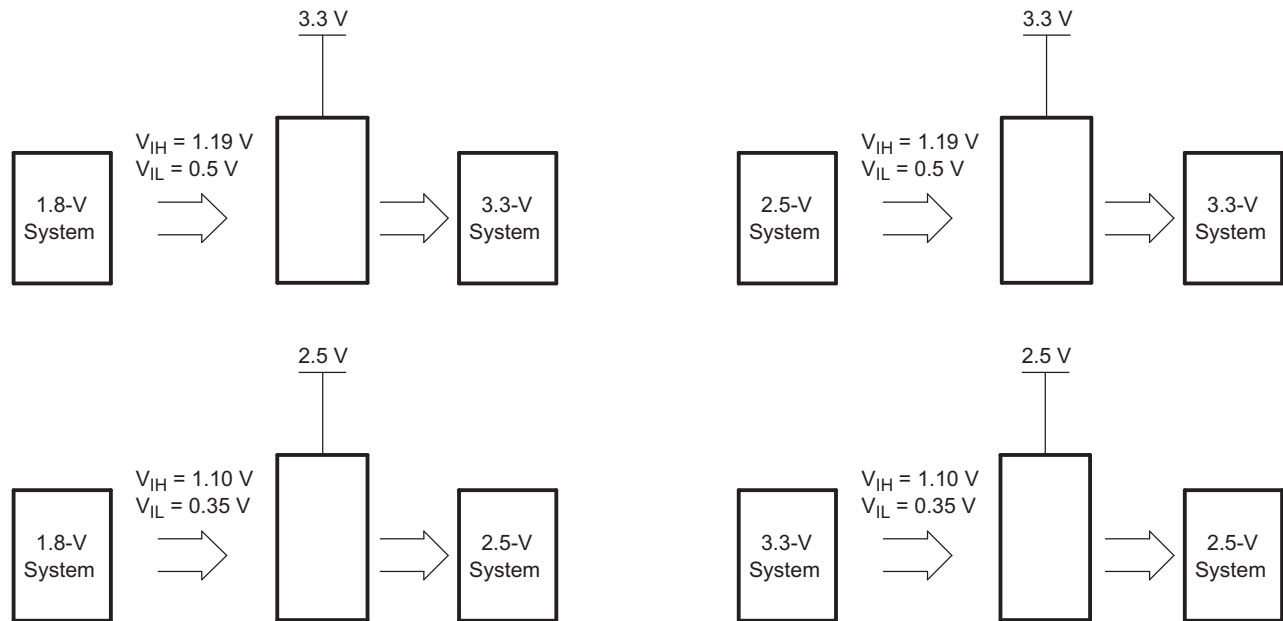 3.3 V
V_IH = 1.19 V
V_IL = 0.5 V
1.8-V
System
3.3-V
System
3.3 V
V_IH = 1.19 V
V_IL = 0.5 V
2.5-V
System
3.3-V
System
2.5 V
V_IH = 1.10 V
V_IL = 0.35 V
1.8-V
System
2.5-V
System
2.5 V
V_IH = 1.10 V
V_IL = 0.35 V
3.3-V
System
2.5-V
System